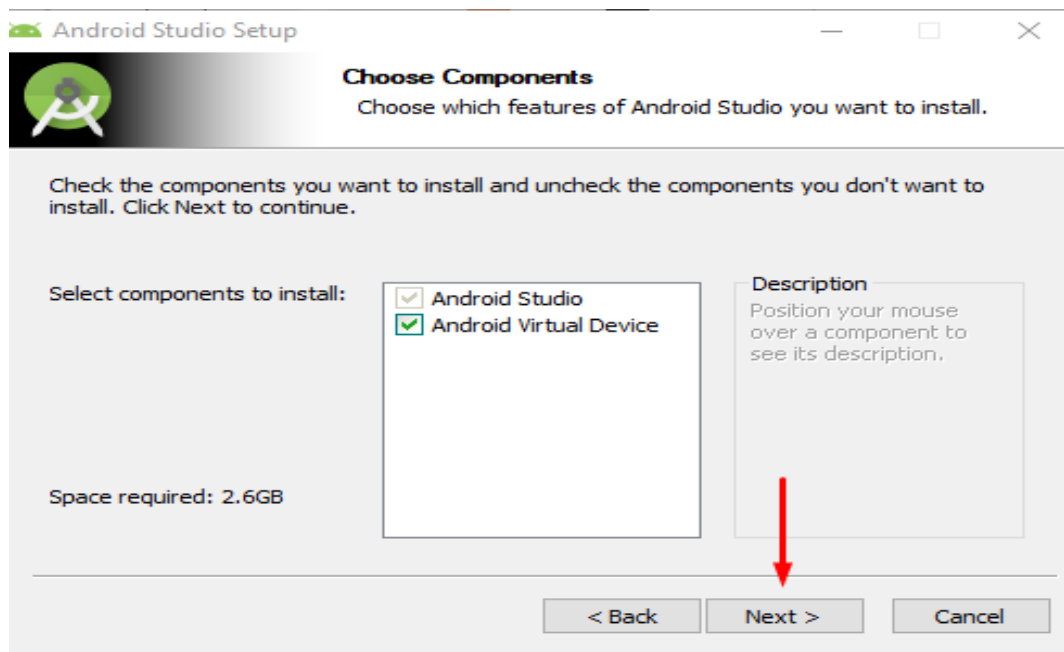 Android Studio Setup
Choose Components
Choose which features of Android Studio you want to install.
Check the components you want to install and uncheck the components you don't want to
install. Click Next to continue.
Select components to install:
Android Studio
Android Virtual Device
Description
Position your mouse
over a component to
see its description.
Space required: 2.6GB
< Back
Next >
Cancel